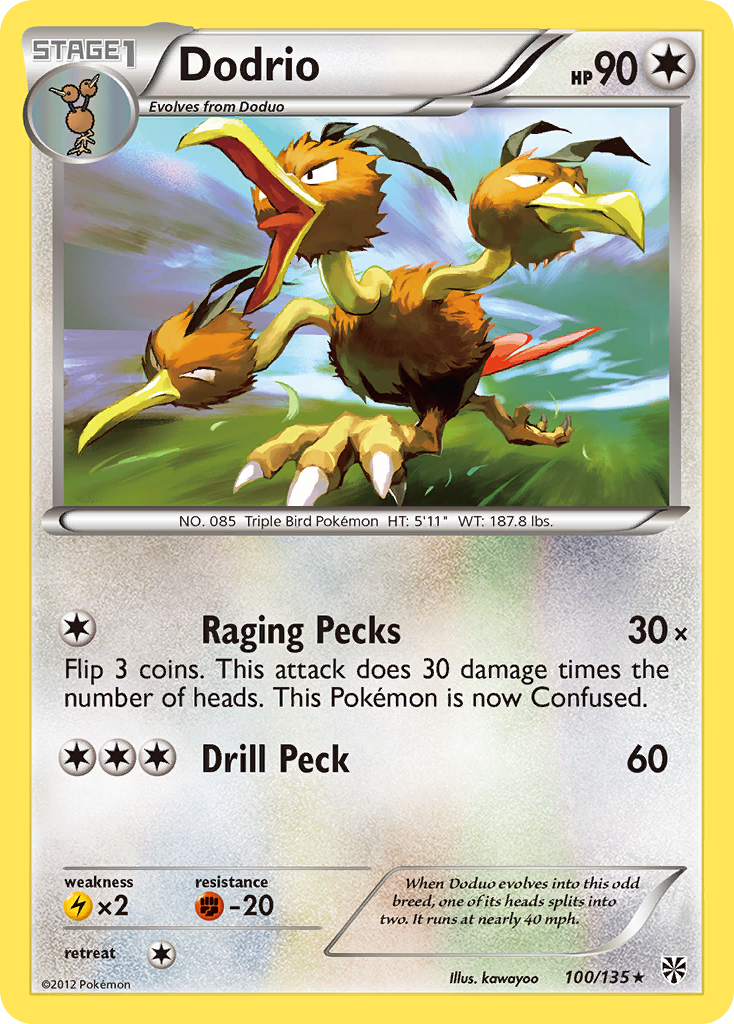 STAGE1
Dodrio
HP 90
Evolves from Doduo
NO. 085 Triple Bird Pokémon HT: 5'11" WT: 187.8 lbs.
Raging Pecks 30×
Flip 3 coins. This attack does 30 damage times the
number of heads. This Pokémon is now Confused.
Drill Peck 60
weakness resistance
×2 -20
retreat
When Doduo evolves into this odd
breed, one of its heads splits into
two. It runs at nearly 40 mph.
©2012 Pokémon Illus. kawayoo 100/135★